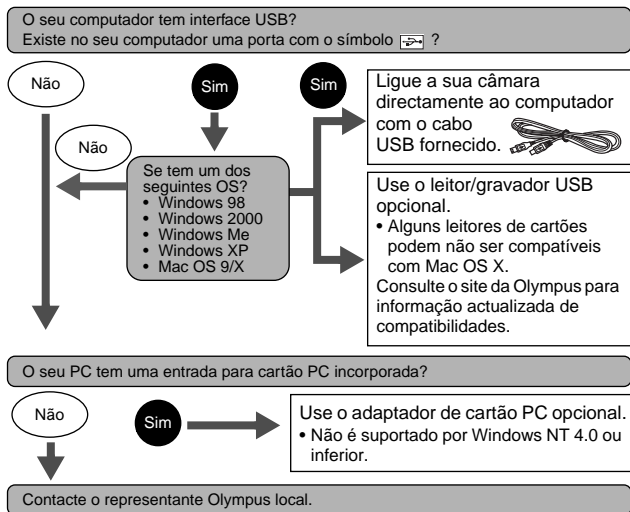 O seu computador tem interface USB?
Existe no seu computador uma porta com o símbolo ?
Não
Sim
Sim
Ligue a sua câmara
directamente ao computador
com o cabo
USB fornecido.
Não
Se tem um dos
seguintes OS?
• Windows 98
• Windows 2000
• Windows Me
• Windows XP
• Mac OS 9/X
Use o leitor/gravador USB
opcional.
• Alguns leitores de cartões
podem não ser compatíveis
com Mac OS X.
Consulte o site da Olympus para
informação actualizada de
compatibilidades.
O seu PC tem uma entrada para cartão PC incorporada?
Não
Sim
Use o adaptador de cartão PC opcional.
• Não é suportado por Windows NT 4.0 ou
inferior.
Contacte o representante Olympus local.